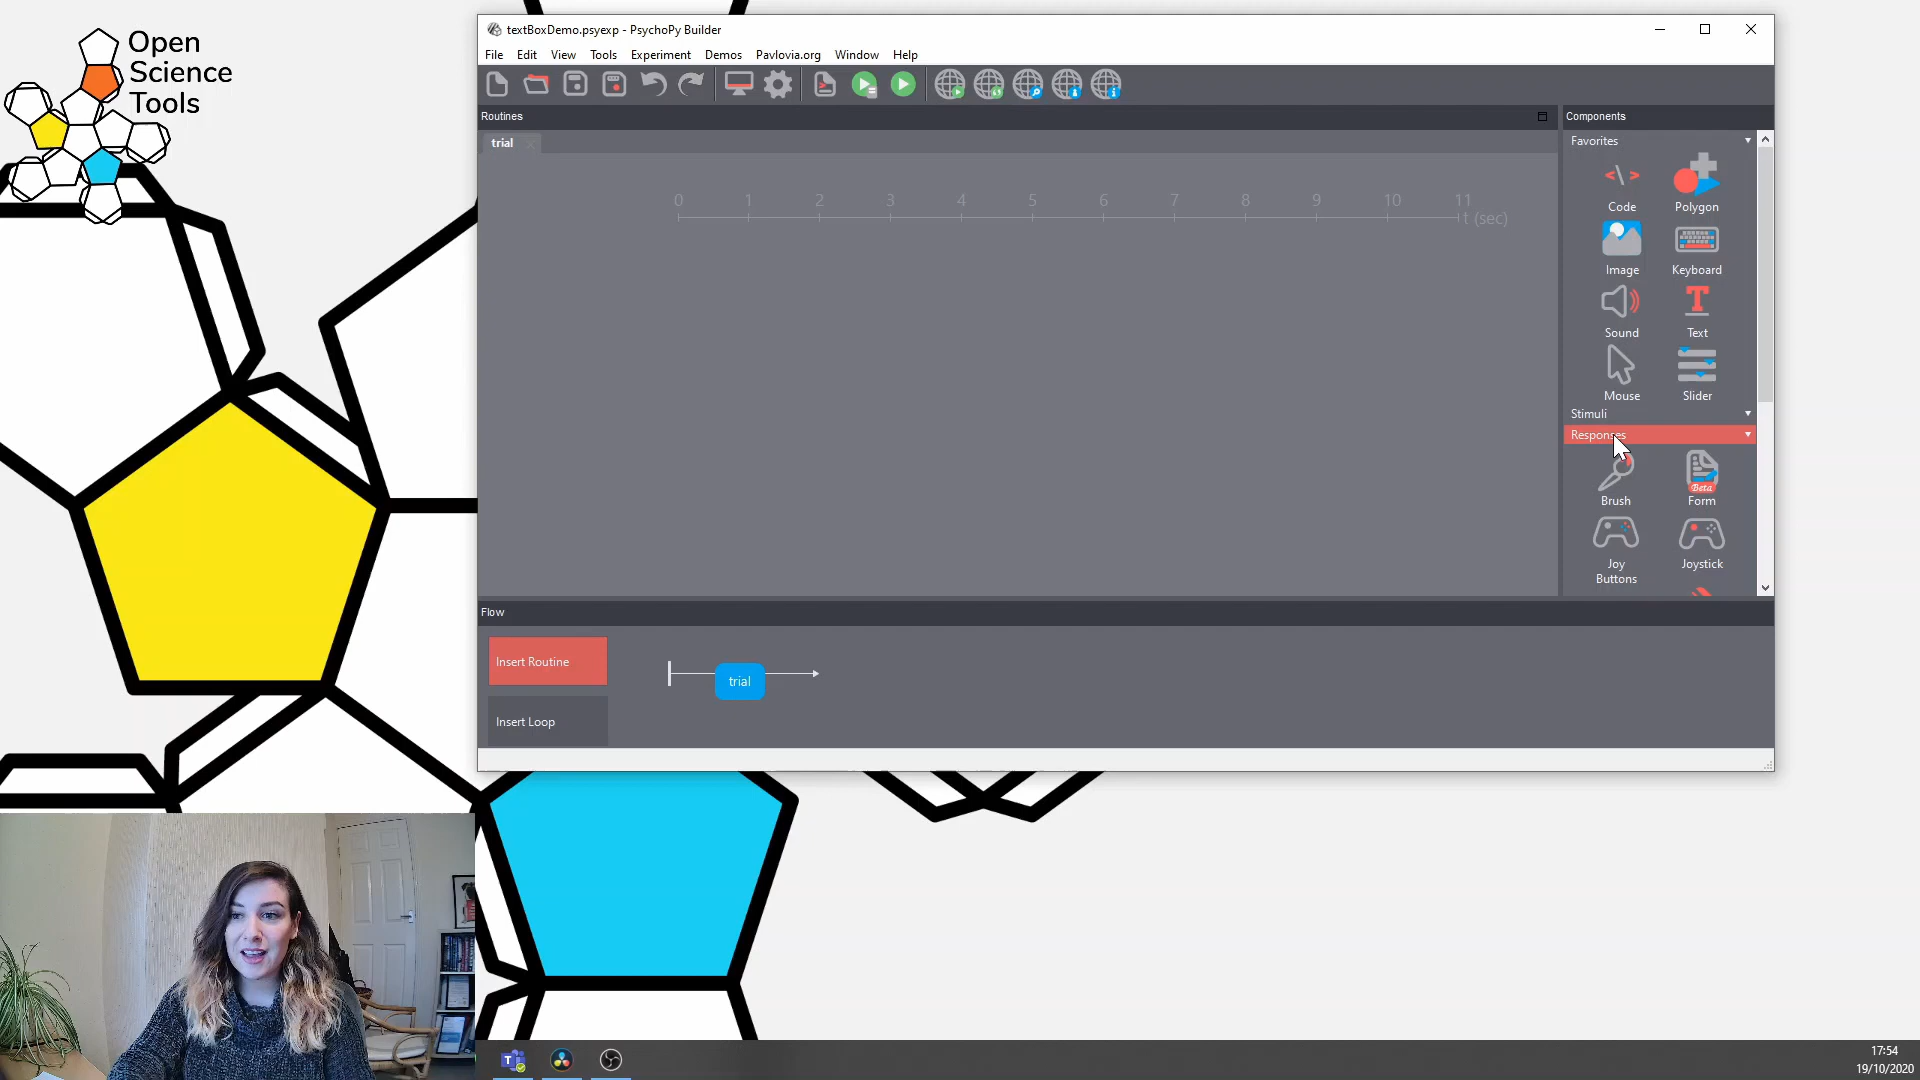 Open
Science
Tools
textBoxDemo.psyexp - PsychoPy Builder
File Edit View Tools Experiment Demos Pavlovia.org Window Help
Routines
trial
0 1 2 3 4 5 6 7 8 9 10 11
t (sec)
Components
Favorites
Code Polygon
Image Keyboard
Sound Text
Mouse Slider
Stimuli
Responses
Brush Form
Beta
Joy Buttons
Joystick
Flow
Insert Routine
trial
Insert Loop
17:54
19/10/2020